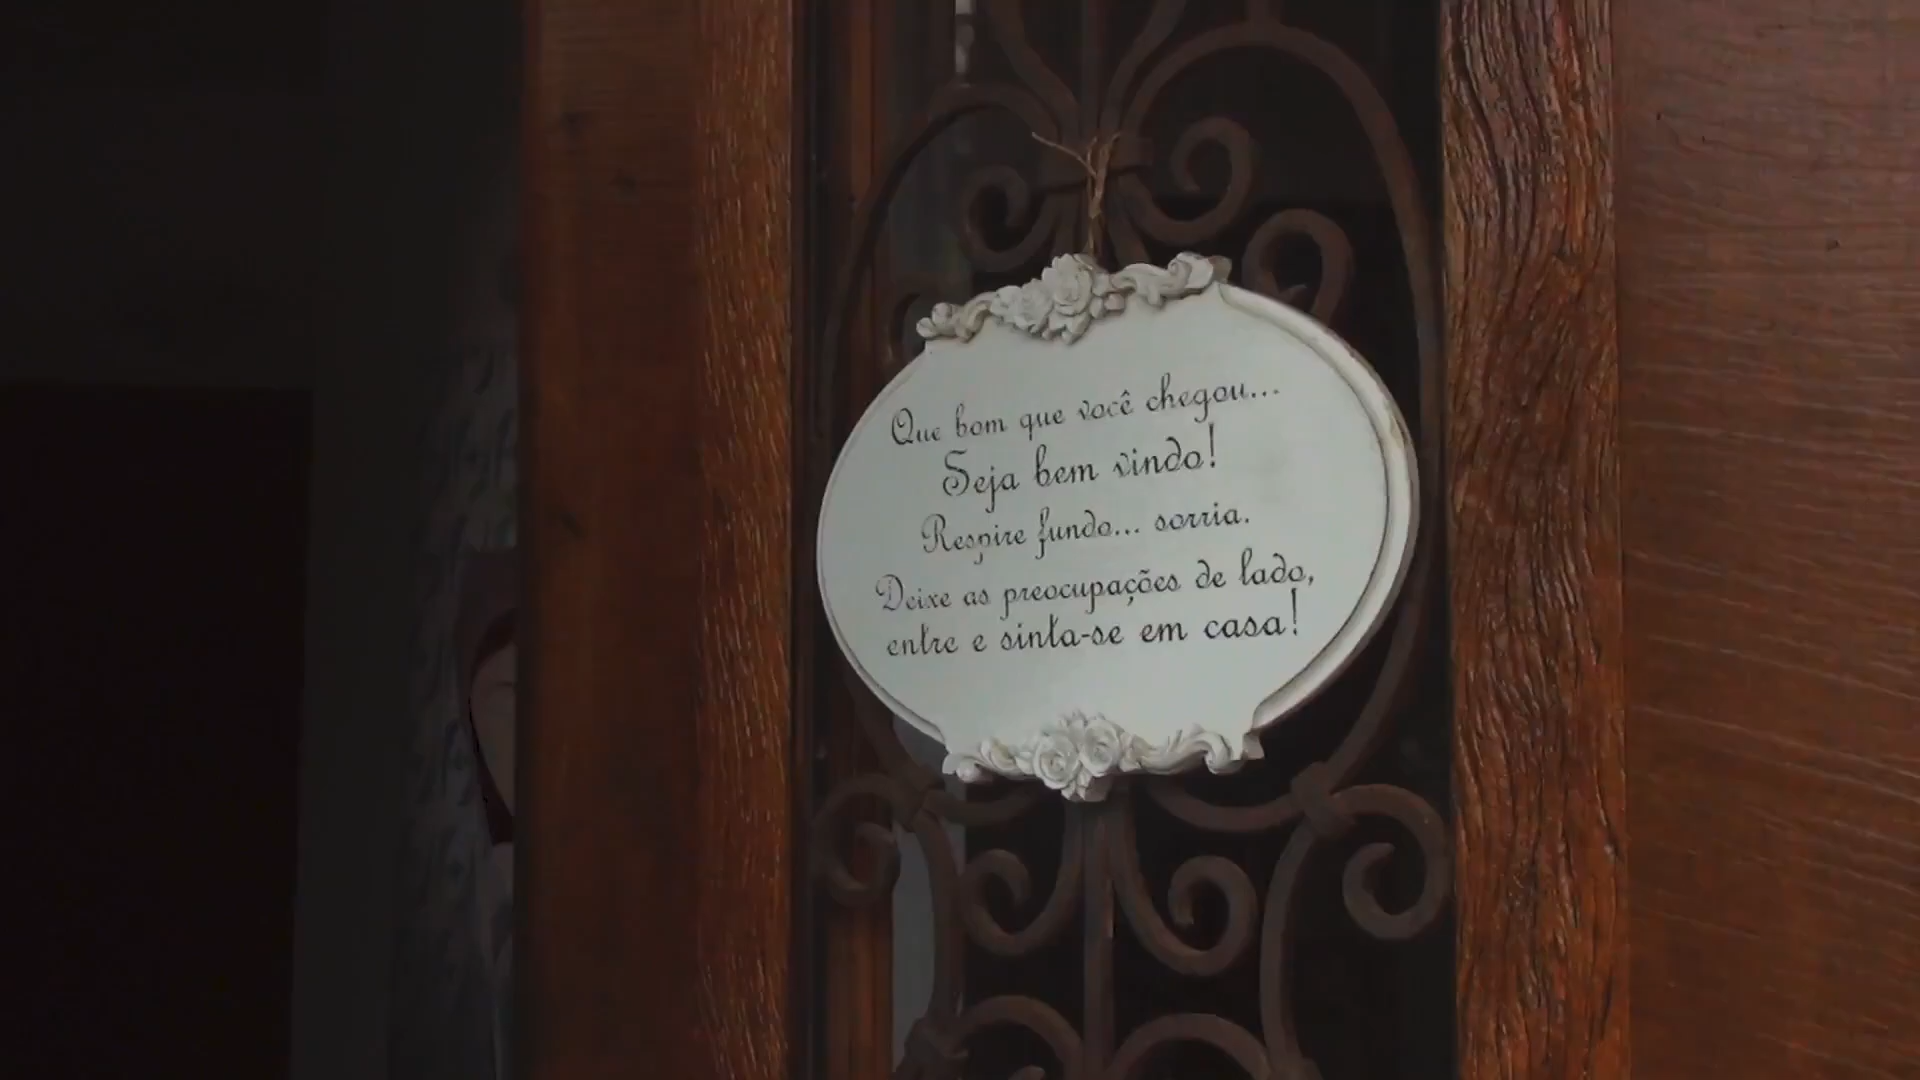 Que bom que você chegou...
Seja bem vindo!
Respire fundo... sorria.
Deixe as preocupações de lado,
entre e sinta-se em casa!